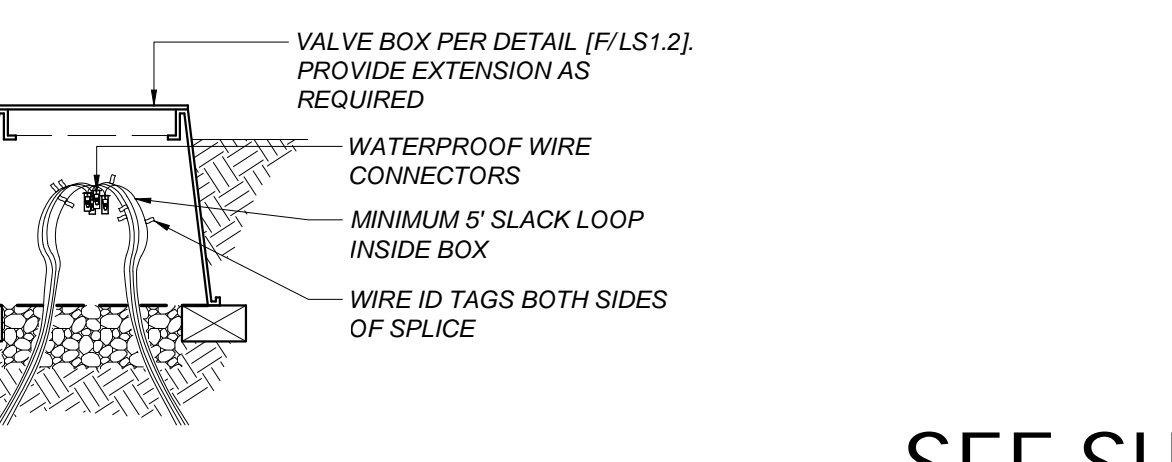 VALVE BOX PER DETAIL [F/LS1.2].
PROVIDE EXTENSION AS
REQUIRED
WATERPROOF WIRE
CONNECTORS
MINIMUM 5' SLACK LOOP
INSIDE BOX
WIRE ID TAGS BOTH SIDES
OF SPLICE
SEE